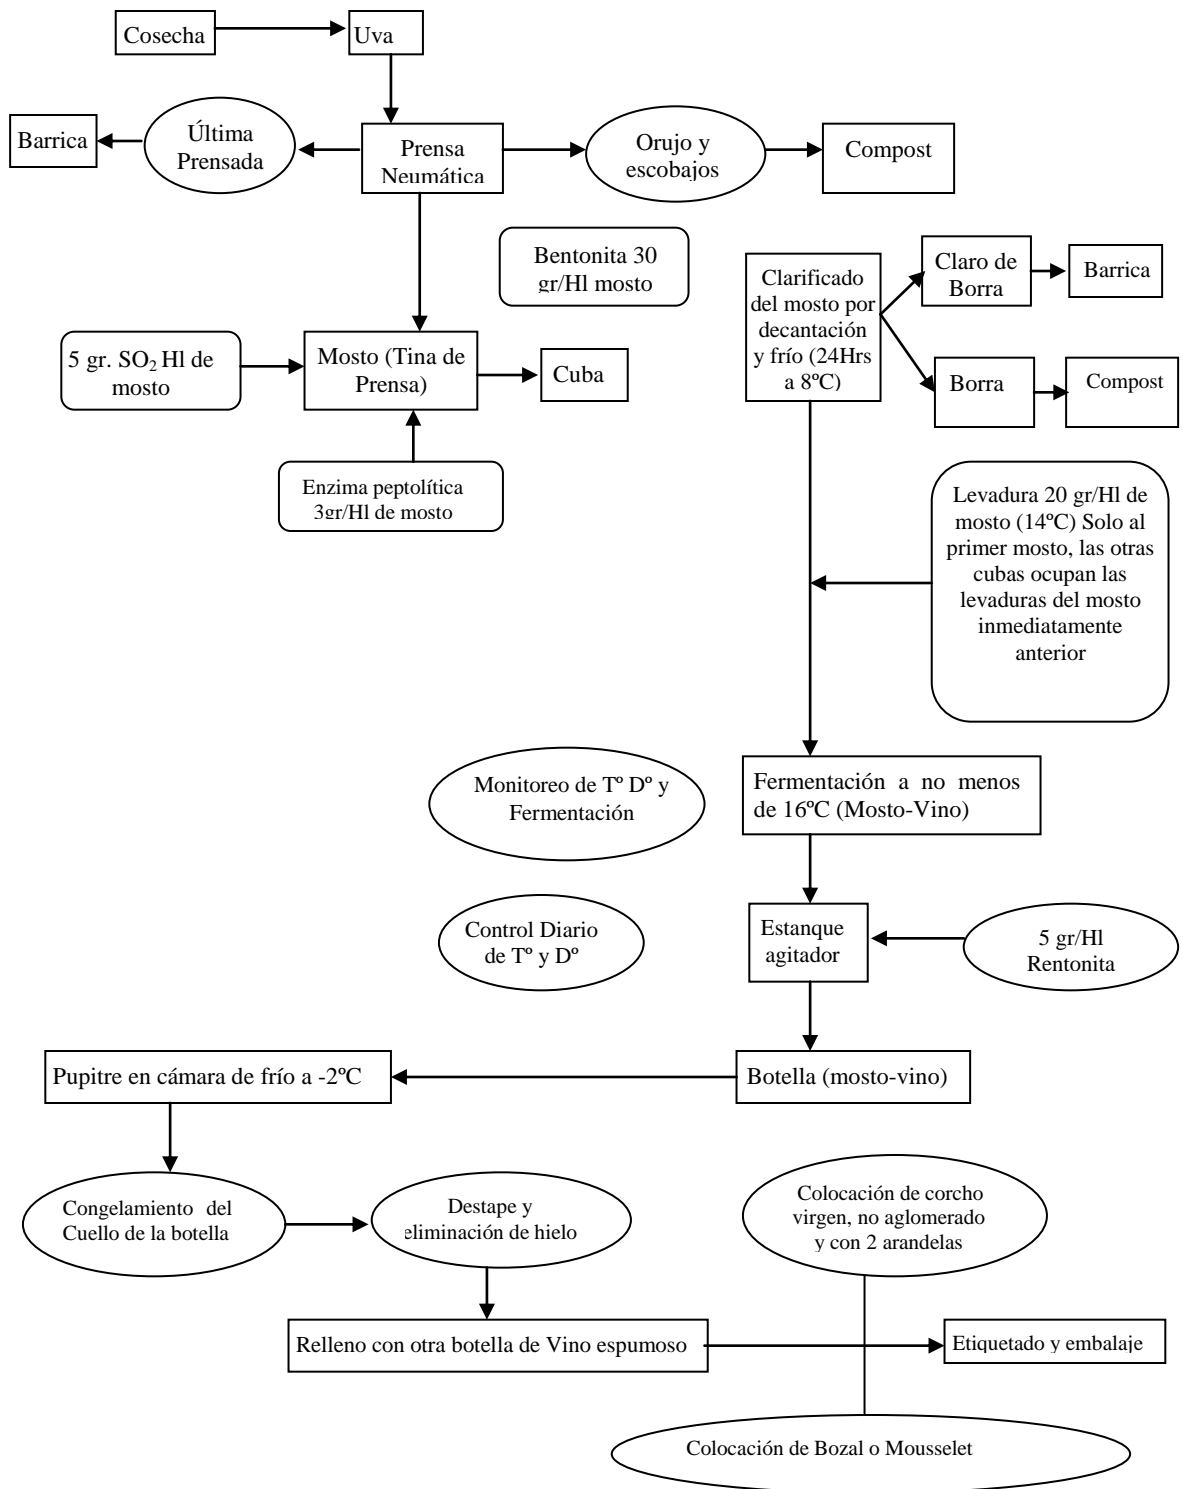 Cosecha
Uva
Barrica
Última
Prensada
Prensa
Neumática
Orujo y
escobajos
Compost
Bentonita 30
gr/Hl mosto
Clarificado
del mosto por
decantación
y frío (24Hrs
a 8ºC)
Claro de
Borra
Barrica
Borra
Compost
5 gr. SO₂ Hl de
mosto
Mosto (Tina de
Prensa)
Cuba
Enzima peptolítica
3gr/Hl de mosto
Levadura 20 gr/Hl de
mosto (14ºC) Solo al
primer mosto, las otras
cubas ocupan las
levaduras del mosto
inmediatamente
anterior
Monitoreo de Tº Dº y
Fermentación
Fermentación a no menos
de 16ºC (Mosto-Vino)
Control Diario
de Tº y Dº
Estanque
agitador
5 gr/Hl
Rentonita
Pupitre en cámara de frío a -2ºC
Botella (mosto-vino)
Congelamiento del
Cuello de la botella
Destape y
eliminación de hielo
Colocación de corcho
virgen, no aglomerado
y con 2 arandelas
Relleno con otra botella de Vino espumoso
Etiquetado y embalaje
Colocación de Bozal o Mousselet